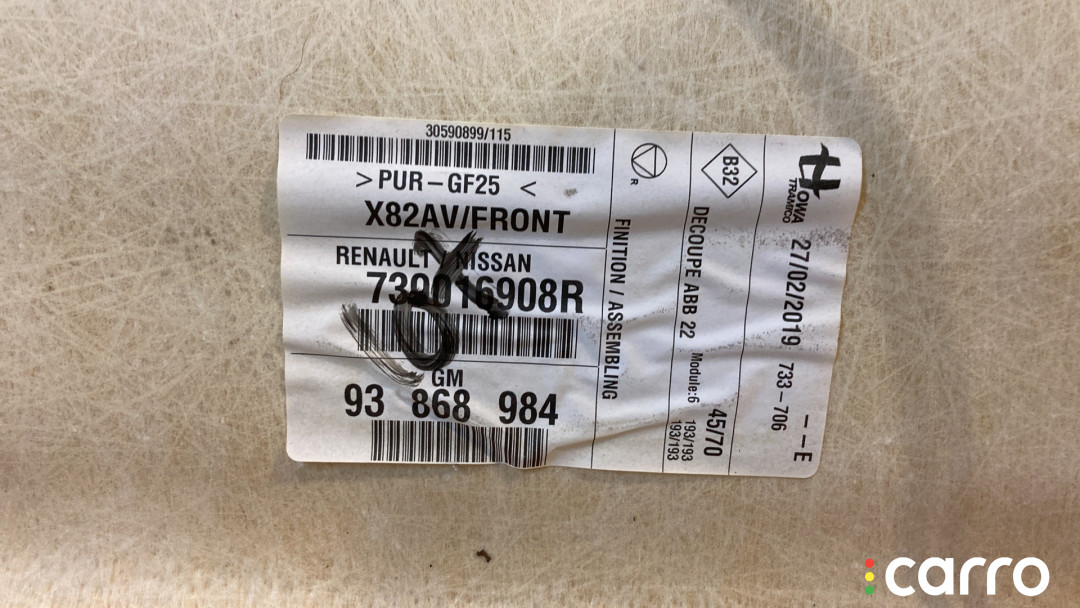 30590899/115
>PUR-GF25 <
X82AV/FRONT
RENAULT NISSAN
739016908R
GM
93 868 984
R
FINITION / ASSEMBLING
B32
DECOUPE ABB 22
Module:6
193/193
193/193
45/70
HOWA
TRAMICO
27/02/2019
733-706
--E
carro